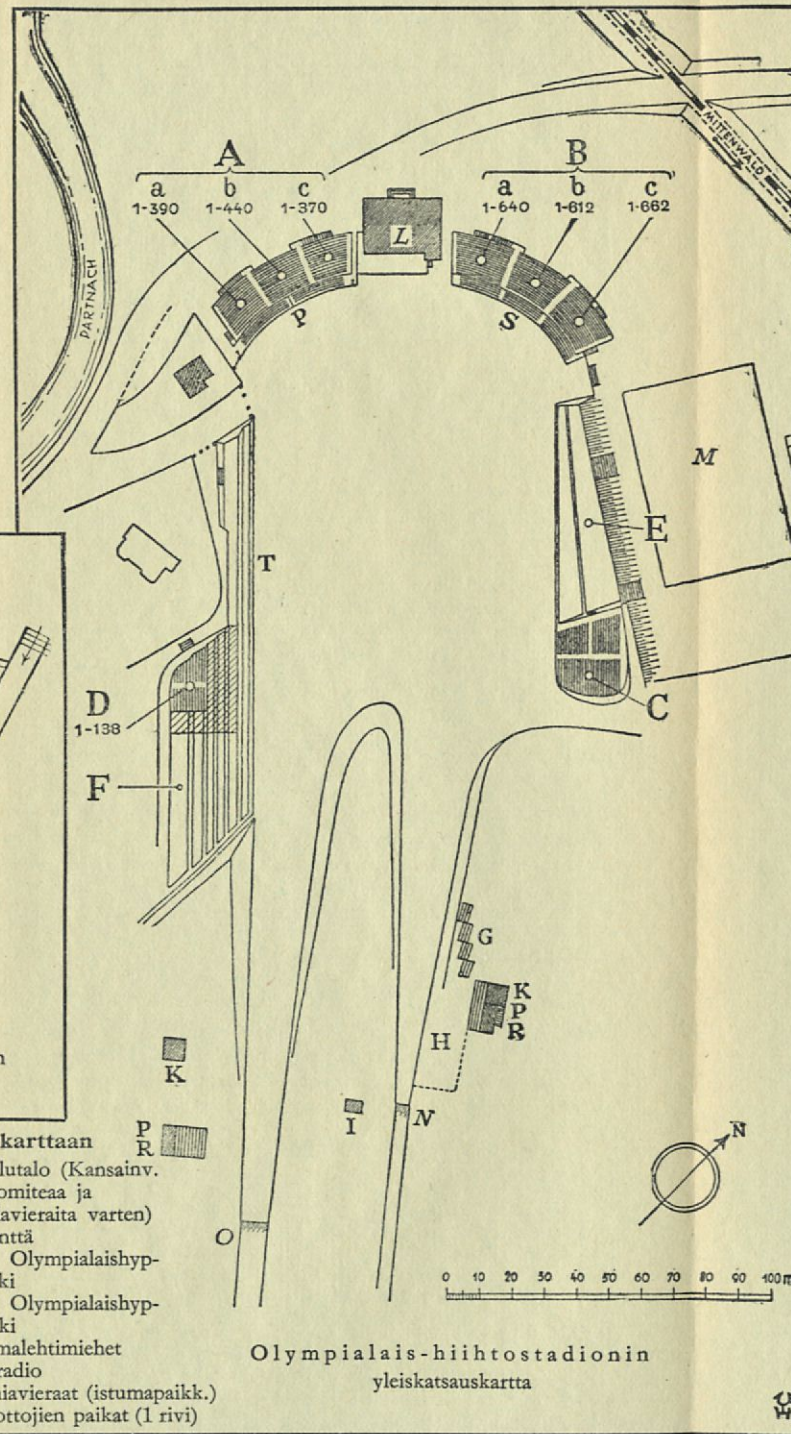 A
B
a b c
a b c
1-390 1-440 1-370
1-640 1-612 1-662
MITTENWALD
L
PARTNACH
P
S
M
T
E
D
1-138
C
F
G
K
P
R
H
K
I
N
N
P
R
O
karttaan
lutalo (Kansainv.
omiteaa ja
avieraita varten)
nttä
Olympialaishyp-
ki
Olympialaishyp-
ki
malehtimiehet
radio
iavieraat (istumapaikk.)
ottojien paikat (1 rivi)
0 10 20 30 40 50 60 70 80 90 100 m
Olympialais-hiihtostadionin
yleiskatsauskartta